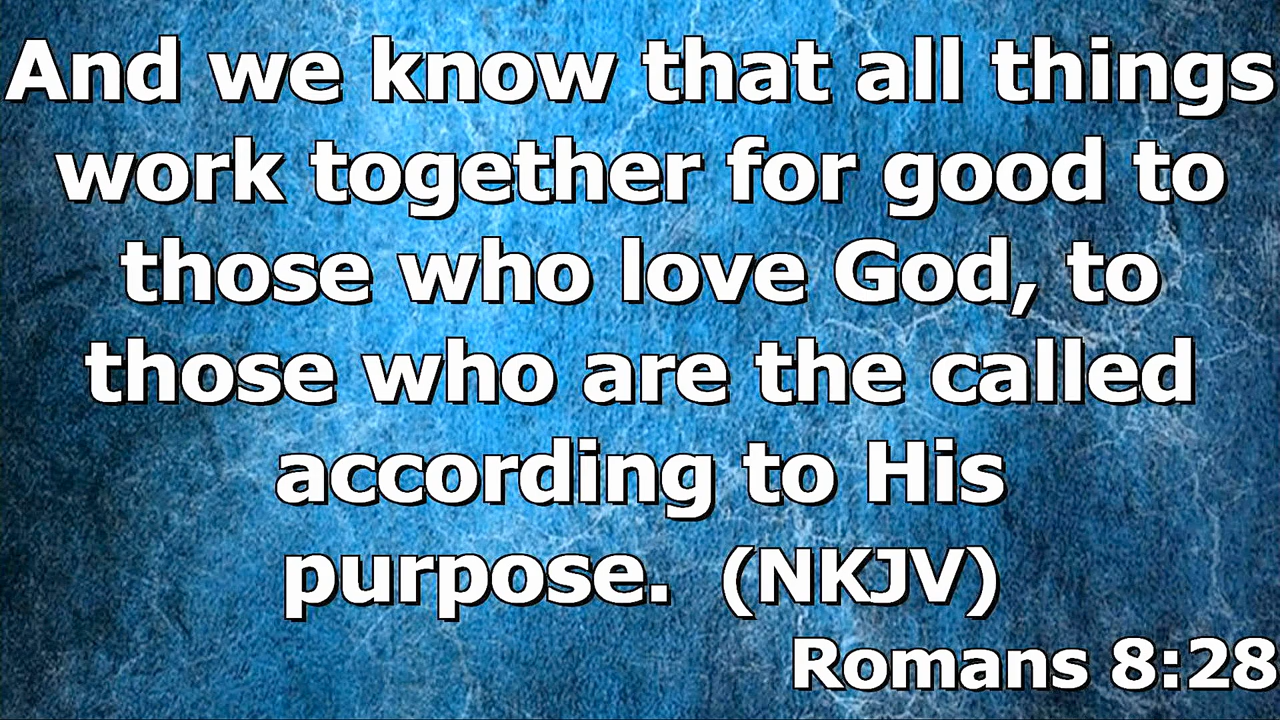 And we know that all things
work together for good to
those who love God, to
those who are the called
according to His
purpose.  (NKJV)
Romans 8:28